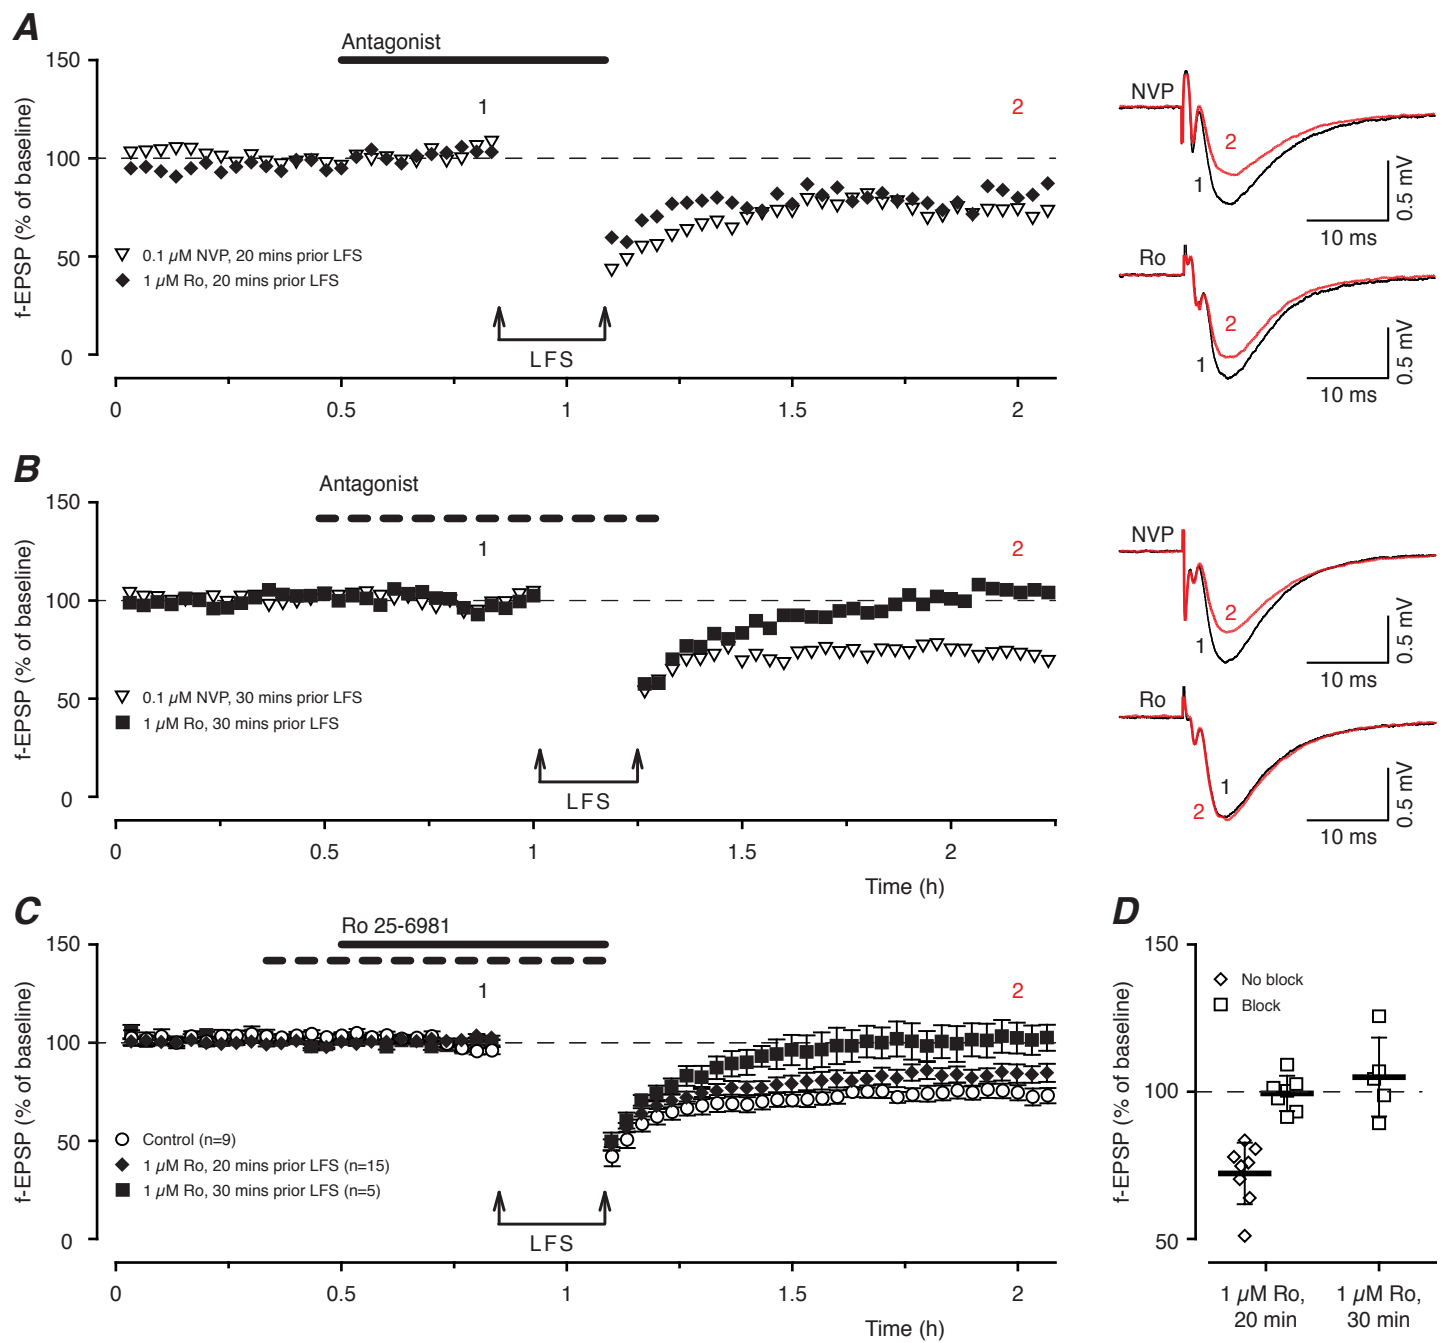 A
Antagonist
150
100
50
0
f-EPSP (% of baseline)
1
2
0.1 µM NVP, 20 mins prior LFS
1 µM Ro, 20 mins prior LFS
LFS
0
0.5
1
1.5
2
NVP
2
1
0.5 mV
10 ms
Ro
2
1
0.5 mV
10 ms
B
Antagonist
150
100
50
0
f-EPSP (% of baseline)
1
2
0.1 µM NVP, 30 mins prior LFS
1 µM Ro, 30 mins prior LFS
LFS
0
0.5
1
1.5
2
Time (h)
NVP
2
1
0.5 mV
10 ms
Ro
1
2
0.5 mV
10 ms
C
Ro 25-6981
150
100
50
0
f-EPSP (% of baseline)
1
2
Control (n=9)
1 µM Ro, 20 mins prior LFS (n=15)
1 µM Ro, 30 mins prior LFS (n=5)
LFS
0
0.5
1
1.5
2
Time (h)
D
150
100
50
f-EPSP (% of baseline)
No block
Block
1 µM Ro,
20 min
1 µM Ro,
30 min